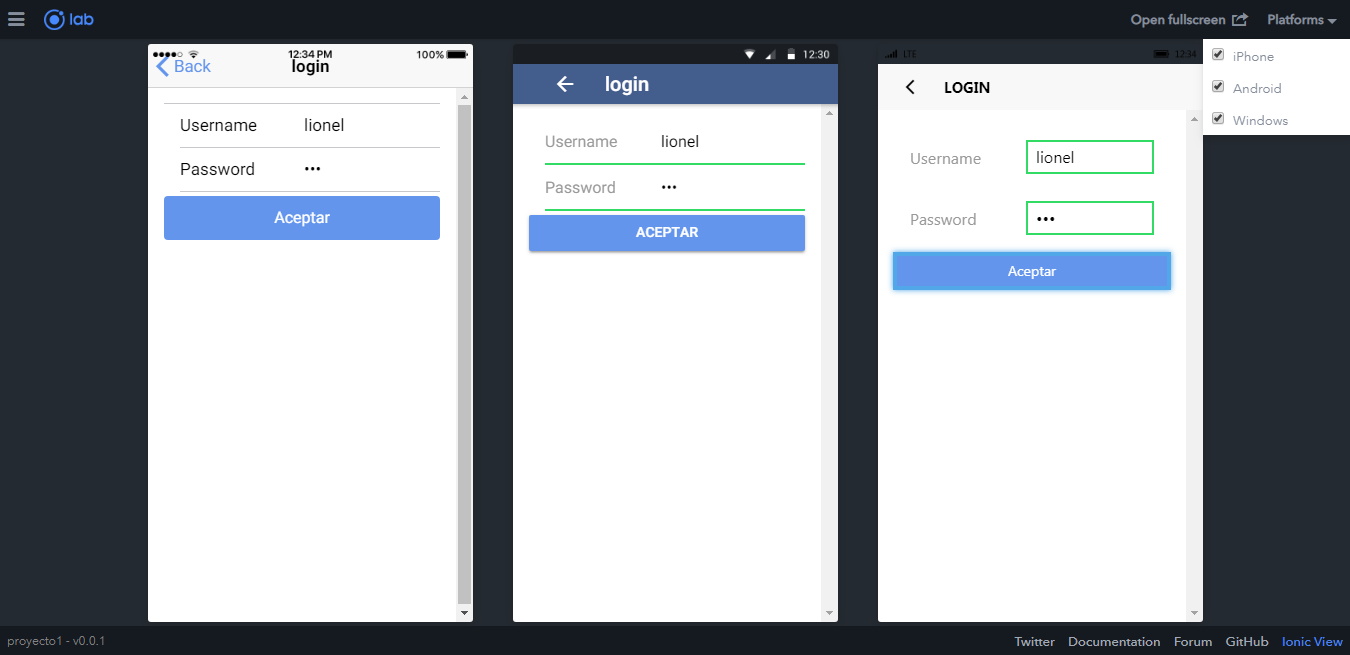 lab
Open fullscreen
Platforms
iPhone
Android
Windows
12:34 PM
100%
Back
login
Username
lionel
Password
•••
Aceptar
12:30
login
Username
lionel
Password
•••
ACEPTAR
LTE
12:34
LOGIN
Username
lionel
Password
•••
Aceptar
proyecto1 - v0.0.1
Twitter
Documentation
Forum
GitHub
Ionic View